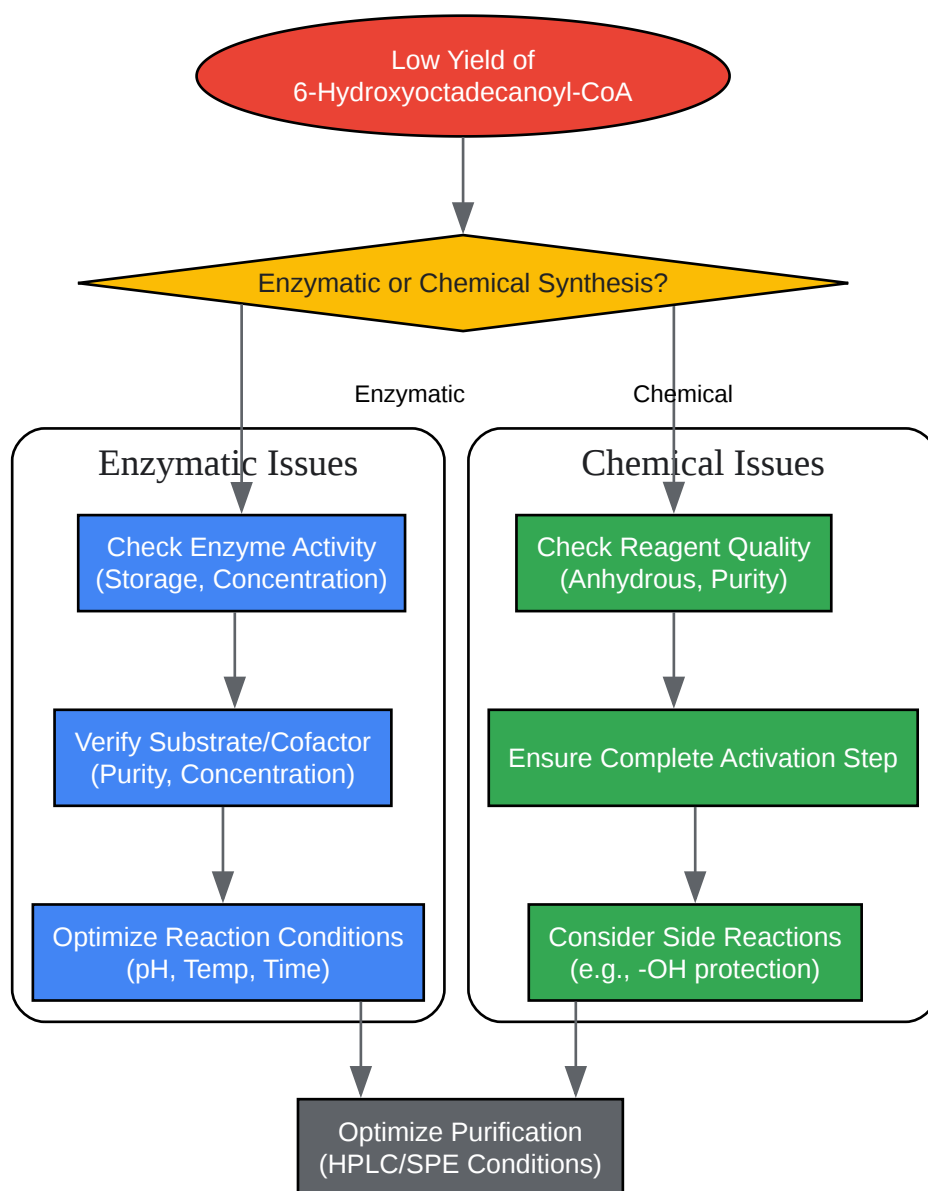 Low Yield of
6-Hydroxyoctadecanoyl-CoA
Enzymatic or Chemical Synthesis?
Enzymatic
Chemical
Enzymatic Issues
Check Enzyme Activity
(Storage, Concentration)
Verify Substrate/Cofactor
(Purity, Concentration)
Optimize Reaction Conditions
(pH, Temp, Time)
Chemical Issues
Check Reagent Quality
(Anhydrous, Purity)
Ensure Complete Activation Step
Consider Side Reactions
(e.g., -OH protection)
Optimize Purification
(HPLC/SPE Conditions)